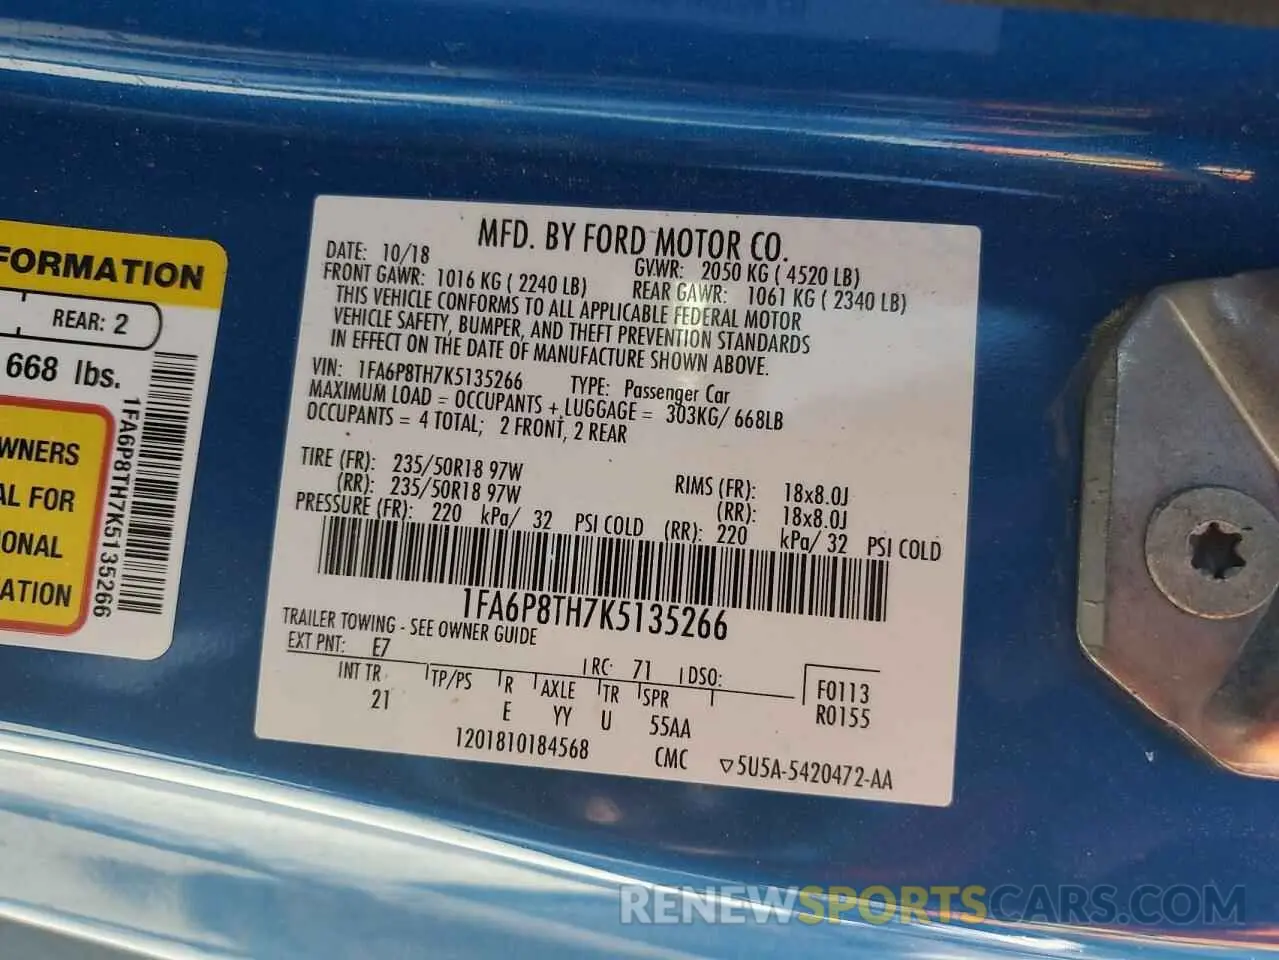 FORMATION
REAR: 2
668 lbs.
1FA6P8TH7K5135266
WNERS
AL FOR
ONAL
ATION
MFD. BY FORD MOTOR CO.
DATE: 10/18 GVWR: 2050 KG ( 4520 LB)
FRONT GAWR: 1016 KG ( 2240 LB) REAR GAWR: 1061 KG ( 2340 LB)
THIS VEHICLE CONFORMS TO ALL APPLICABLE FEDERAL MOTOR
VEHICLE SAFETY, BUMPER, AND THEFT PREVENTION STANDARDS
IN EFFECT ON THE DATE OF MANUFACTURE SHOWN ABOVE.
VIN: 1FA6P8TH7K5135266 TYPE: Passenger Car
MAXIMUM LOAD = OCCUPANTS + LUGGAGE = 303KG/ 668LB
OCCUPANTS = 4 TOTAL; 2 FRONT, 2 REAR
TIRE (FR): 235/50R18 97W RIMS (FR): 18x8.0J
(RR): 235/50R18 97W (RR): 18x8.0J
PRESSURE (FR): 220 kPa/ 32 PSI COLD (RR): 220 kPa/ 32 PSI COLD
1FA6P8TH7K5135266
TRAILER TOWING - SEE OWNER GUIDE
EXT PNT: E7 RC: 71 DSO:
INT TR TP/PS R AXLE TR SPR F0113
21 E YY U 55AA R0155
1201810184568 CMC ▽5U5A-5420472-AA
RENEWSPORTSCARS.COM